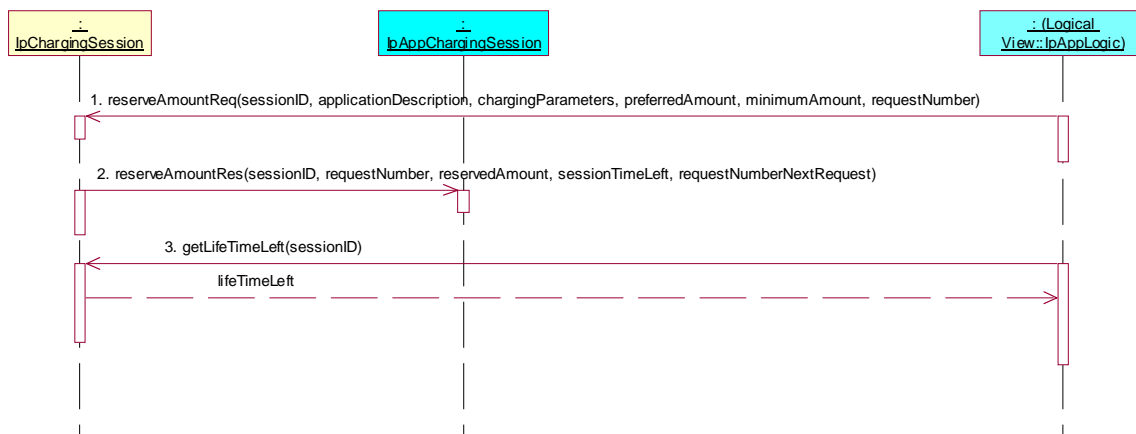 :
IpChargingSession
:
IpAppChargingSession
: (Logical
View::IpAppLogic)
1. reserveAmountReq(sessionID, applicationDescription, chargingParameters, preferredAmount, minimumAmount, requestNumber)
2. reserveAmountRes(sessionID, requestNumber, reservedAmount, sessionTimeLeft, requestNumberNextRequest)
3. getLifeTimeLeft(sessionID)
lifeTimeLeft